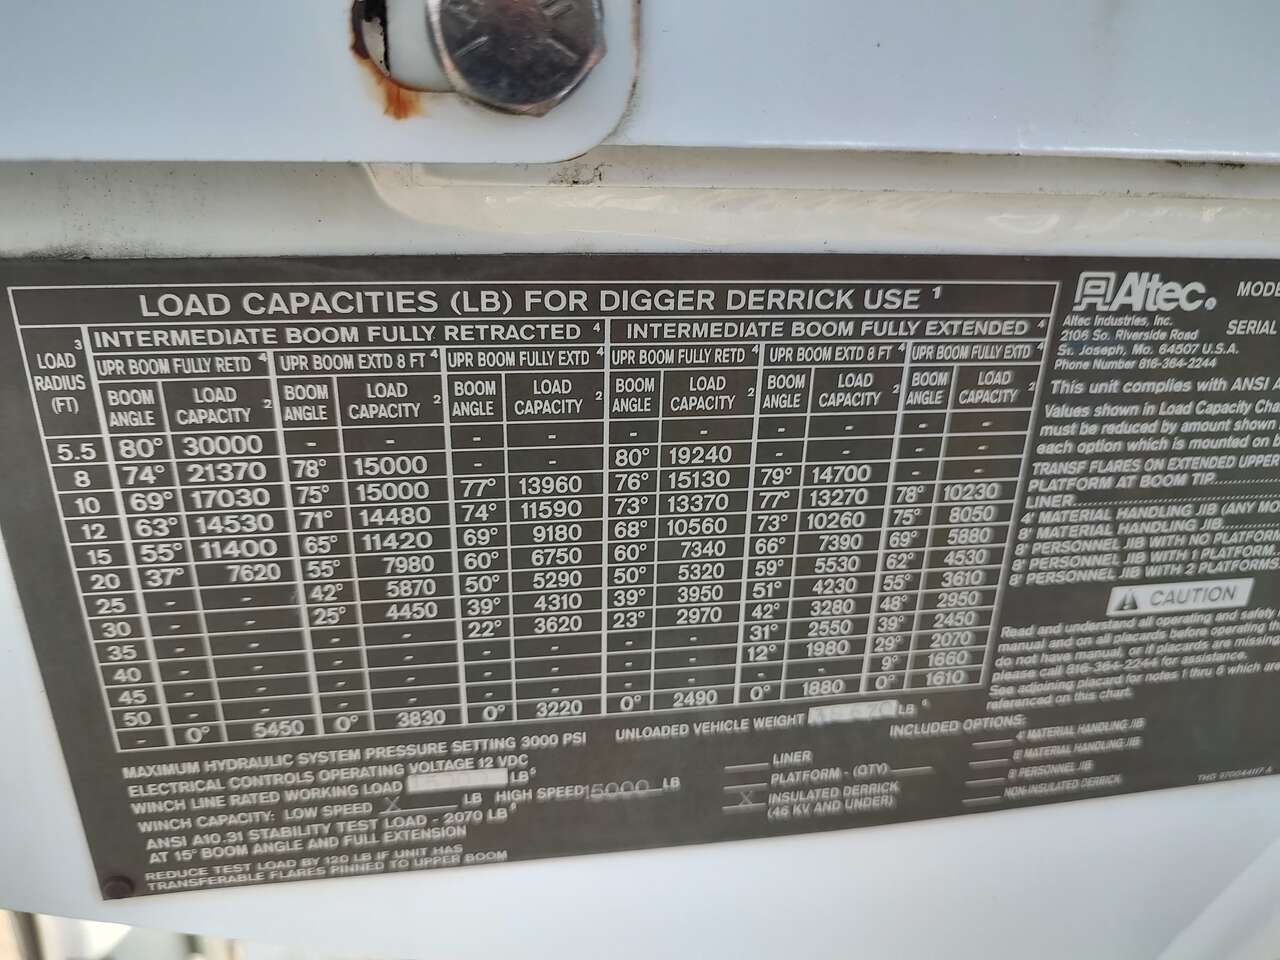 LOAD CAPACITIES (LB) FOR DIGGER DERRICK USE 1
LOAD RADIUS (FT) 3
INTERMEDIATE BOOM FULLY RETRACTED 4 INTERMEDIATE BOOM FULLY EXTENDED 4
UPR BOOM FULLY RETD 4 UPR BOOM EXTD 8 FT 4 UPR BOOM FULLY EXTD 4 UPR BOOM FULLY RETD 4 UPR BOOM EXTD 8 FT 4 UPR BOOM FULLY EXTD 4
BOOM ANGLE LOAD CAPACITY 2 BOOM ANGLE LOAD CAPACITY 2 BOOM ANGLE LOAD CAPACITY 2 BOOM ANGLE LOAD CAPACITY 2 BOOM ANGLE LOAD CAPACITY 2 BOOM ANGLE LOAD CAPACITY 2
5.5 80° 30000 - - - - - - - - - -
8 74° 21370 78° 15000 - - 80° 19240 - - - -
10 69° 17030 75° 15000 77° 13960 76° 15130 79° 14700 - -
12 63° 14530 71° 14480 74° 11590 73° 13370 77° 13270 78° 10230
15 55° 11400 65° 11420 69° 9180 68° 10560 73° 10260 75° 8050
20 37° 7620 55° 7980 60° 6750 60° 7340 66° 7390 69° 5880
25 - - 42° 5870 50° 5290 50° 5320 59° 5530 62° 4530
30 - - 25° 4450 39° 4310 39° 3950 51° 4230 55° 3610
35 - - - - 22° 3620 23° 2970 42° 3280 48° 2950
40 - - - - - - - - 31° 2550 39° 2450
45 - - - - - - - - 12° 1980 29° 2070
50 - - - - - - - - - - 9° 1660
- 0° 5450 0° 3830 0° 3220 0° 2490 0° 1880 0° 1610
MAXIMUM HYDRAULIC SYSTEM PRESSURE SETTING 3000 PSI
ELECTRICAL CONTROLS OPERATING VOLTAGE 12 VDC
WINCH LINE RATED WORKING LOAD LB 5
WINCH CAPACITY: LOW SPEED X LB HIGH SPEED 15000 LB
ANSI A10.31 STABILITY TEST LOAD - 2070 LB 6
AT 15° BOOM ANGLE AND FULL EXTENSION
REDUCE TEST LOAD BY 120 LB IF UNIT HAS
TRANSFERABLE FLARES PINNED TO UPPER BOOM
UNLOADED VEHICLE WEIGHT LB
INCLUDED OPTIONS:
LINER
PLATFORM - (QTY)
X INSULATED DERRICK
(46 KV AND UNDER)
4' MATERIAL HANDLING JIB
8' MATERIAL HANDLING JIB
8' PERSONNEL JIB
NON-INSULATED DERRICK
Altec.
Altec Industries, Inc.
2106 So. Riverside Road
St. Joseph, Mo. 64507 U.S.A.
Phone Number 816-364-2244
MODE
SERIAL
This unit complies with ANSI A
Values shown in Load Capacity Cha
must be reduced by amount shown
each option which is mounted on b
TRANSF FLARES ON EXTENDED UPPER
PLATFORM AT BOOM TIP
LINER
4' MATERIAL HANDLING JIB (ANY MO
8' MATERIAL HANDLING JIB
8' PERSONNEL JIB WITH NO PLATFORM
8' PERSONNEL JIB WITH 1 PLATFORM
8' PERSONNEL JIB WITH 2 PLATFORMS
CAUTION
Read and understand all operating and safety
manual and on all placards before operating th
do not have manual, or if placards are missing
please call 816-364-2244 for assistance.
See adjoining placard for notes 1 thru 6 which are
referenced on this chart.